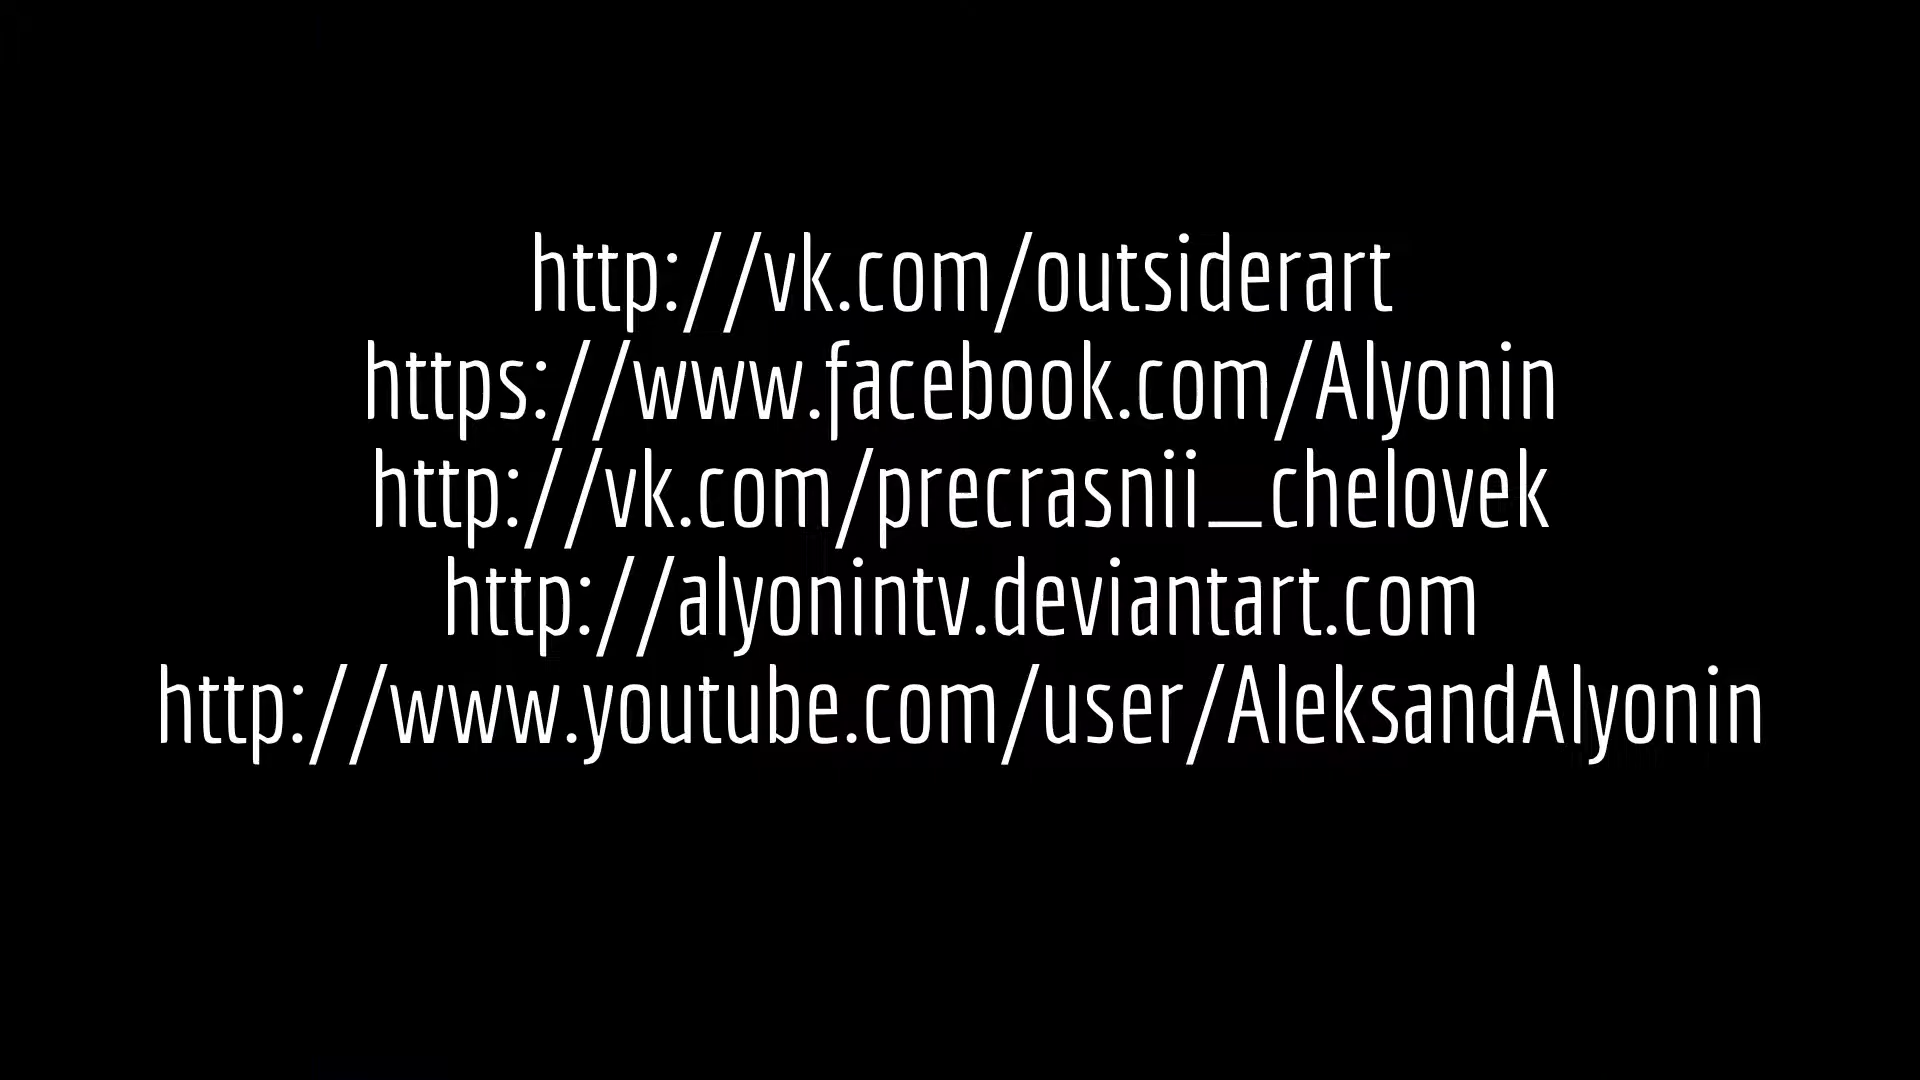 http://vk.com/outsiderart
https://www.facebook.com/Alyonin
http://vk.com/precrasnii_chelovek
http://alyonintv.deviantart.com
http://www.youtube.com/user/AleksandAlyonin